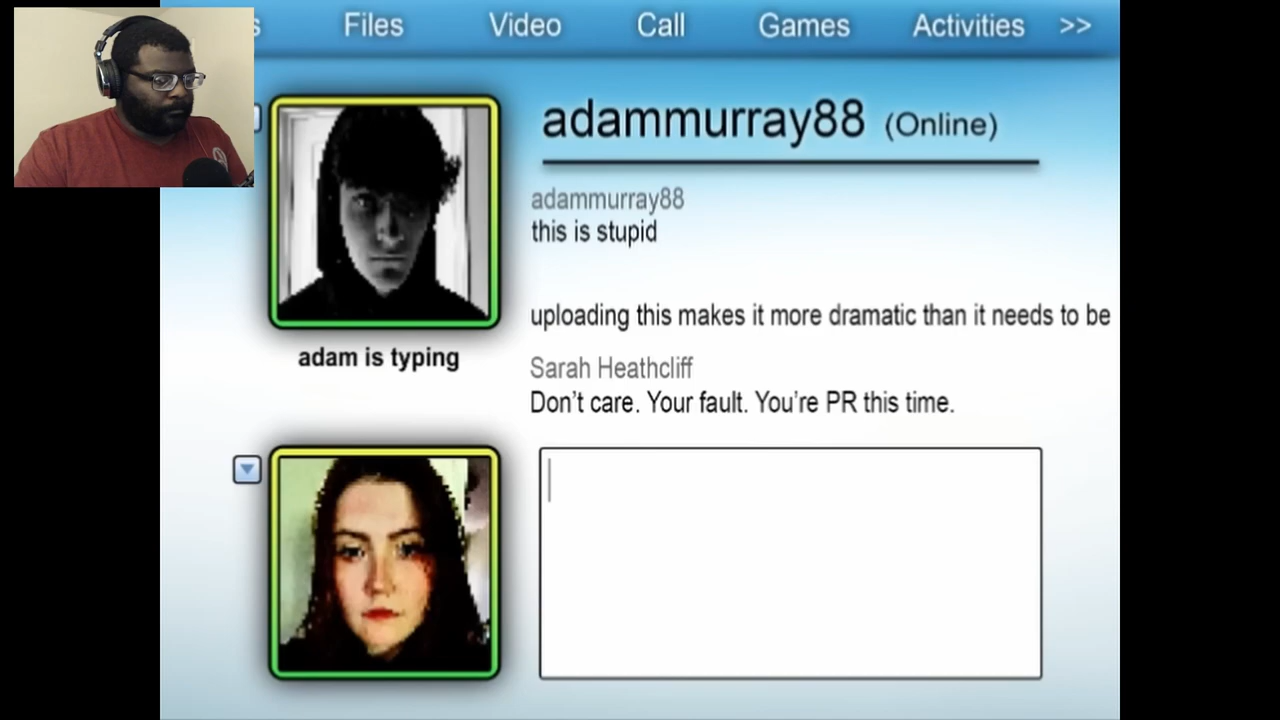 s Files Video Call Games Activities >>
adammurray88 (Online)
adammurray88
this is stupid
uploading this makes it more dramatic than it needs to be
adam is typing
Sarah Heathcliff
Don't care. Your fault. You're PR this time.